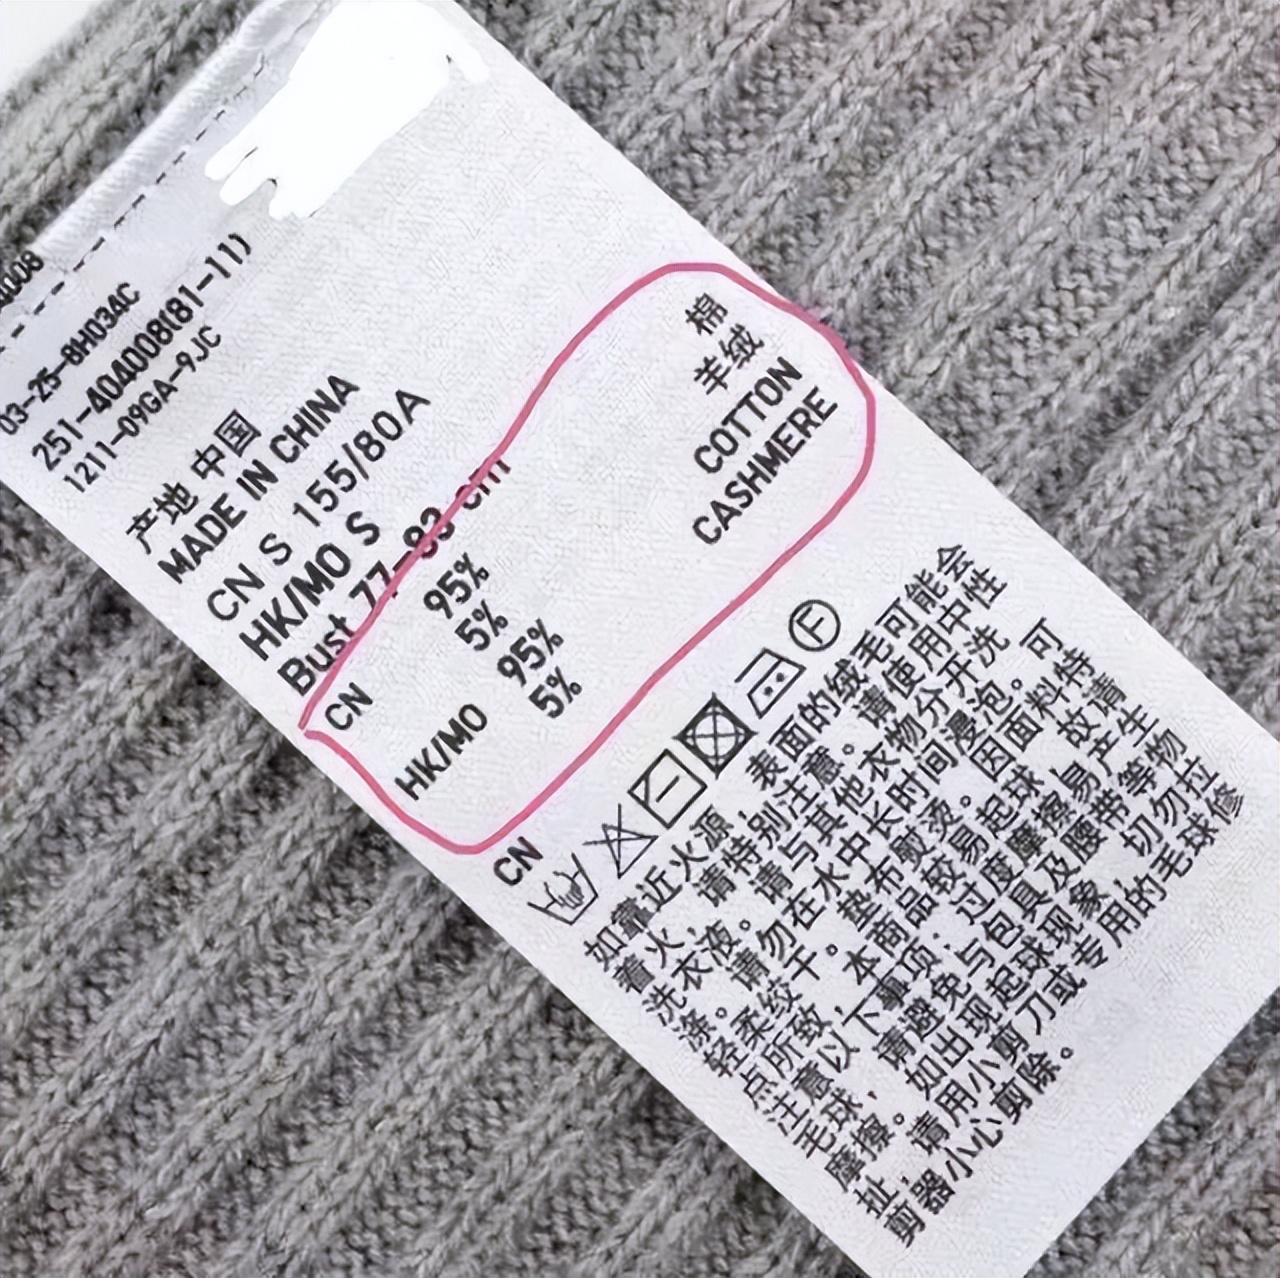 03-25-8H034C
251-404008(81-11)
1211-09GA-9JC
产地 中国
MADE IN CHINA
CN S 155/80A
HK/MO S
Bust 77-83 cm
CN 95% 棉
5% 羊绒
HK/MO 95% COTTON
5% CASHMERE
CN
F
如靠近火源，表面的绒毛可能会
着火，请特别注意。请使用中性
洗衣液。请与其他衣物分开洗
涤。请勿在水中长时间浸泡。可
轻柔绞干。垫布熨烫。因面料特
点所致，本商品较易起球，故请
注意以下事项：过度摩擦易产生
毛球，请避免与包具及腰带等物
摩擦。如出现起球现象，切勿拉
扯，请用小剪刀或专用的毛球修
剪器小心剪除。